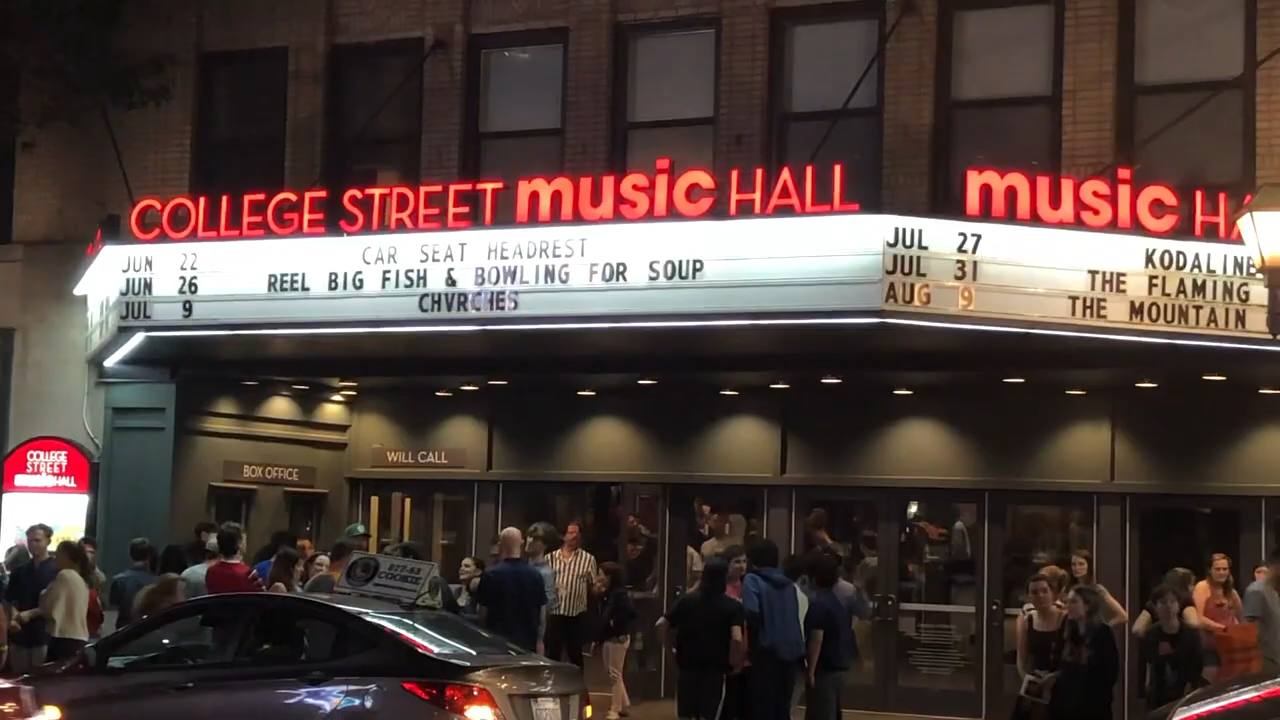 COLLEGE STREET music HALL
music HA
JUN 22 CAR SEAT HEADREST
JUN 26 REEL BIG FISH & BOWLING FOR SOUP
JUL 9 CHVRCHES
JUL 27 KODALINE
JUL 31 THE FLAMING
AUG 9 THE MOUNTAIN
WILL CALL
BOX OFFICE
COLLEGE
STREET
music HALL
COOKIE